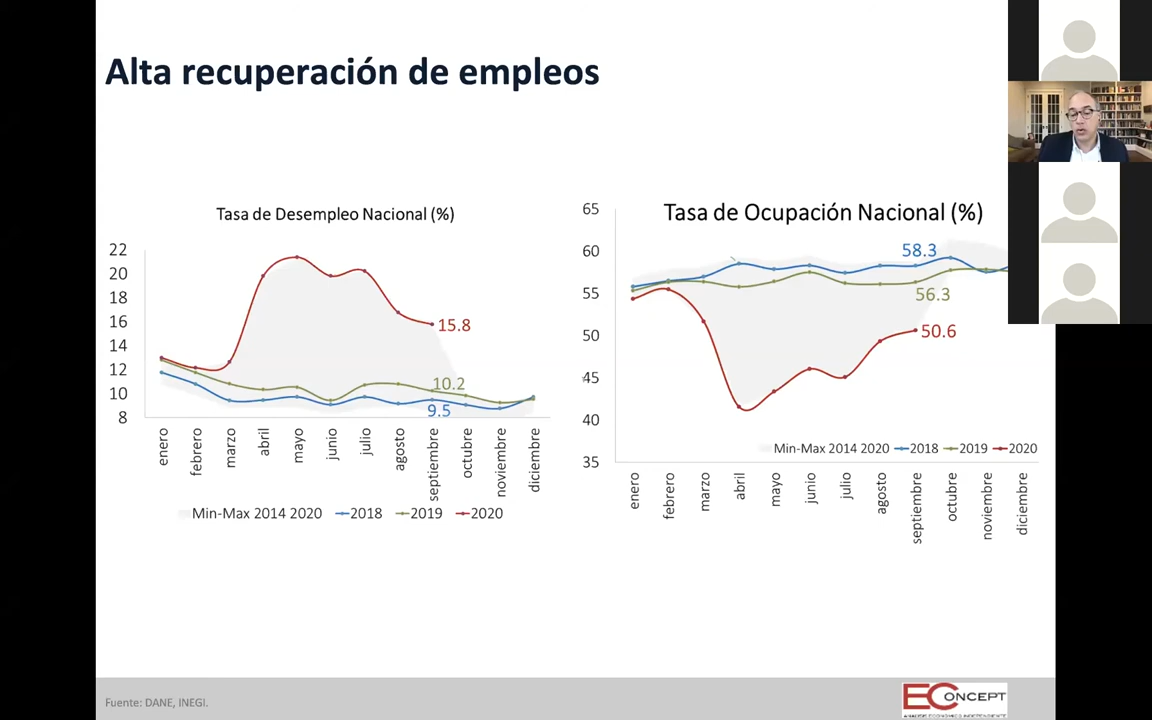 Alta recuperación de empleos
Tasa de Desempleo Nacional (%)
22
20
18
16
14
12
10
8
15.8
10.2
9.5
enero
febrero
marzo
abril
mayo
junio
julio
agosto
septiembre
octubre
noviembre
diciembre
Min-Max 2014 2020
2018
2019
2020
Tasa de Ocupación Nacional (%)
65
60
55
50
45
40
35
58.3
56.3
50.6
Min-Max 2014 2020
2018
2019
2020
enero
febrero
marzo
abril
mayo
junio
julio
agosto
septiembre
octubre
noviembre
diciembre
Fuente: DANE, INEGI.
ECONCEPT
ANÁLISIS ECONÓMICO INDEPENDIENTE